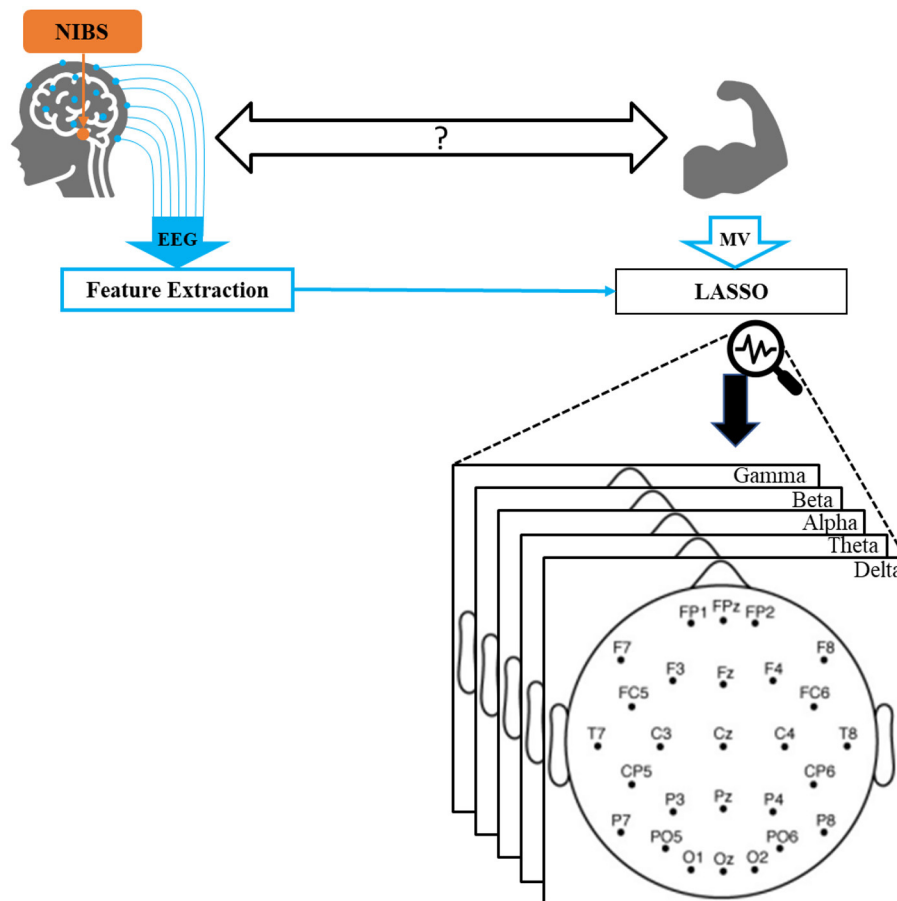 NIBS
?
EEG
MV
Feature Extraction
LASSO
Gamma
Beta
Alpha
Theta
Delta
FP1 FPz FP2
F7 F8
F3 Fz F4
FC5 FC6
T7 C3 Cz C4 T8
CP5 CP6
P3 Pz P4
P7 P8
PO5 PO6
O1 Oz O2